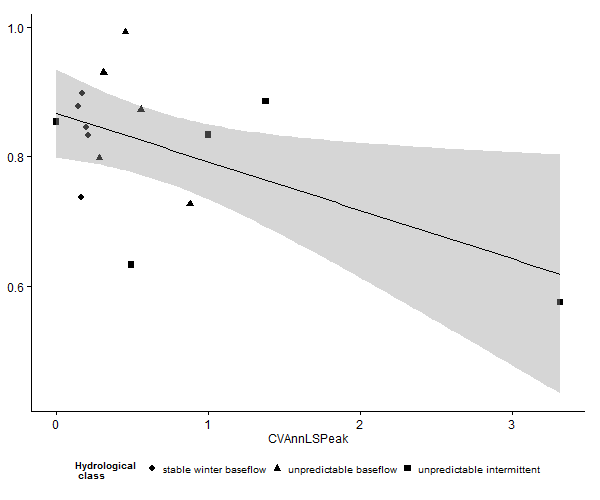 1.0
0.8
0.6
0 1 2 3
CVAnnLSPeak
Hydrological
class
stable winter baseflow unpredictable baseflow unpredictable intermittent